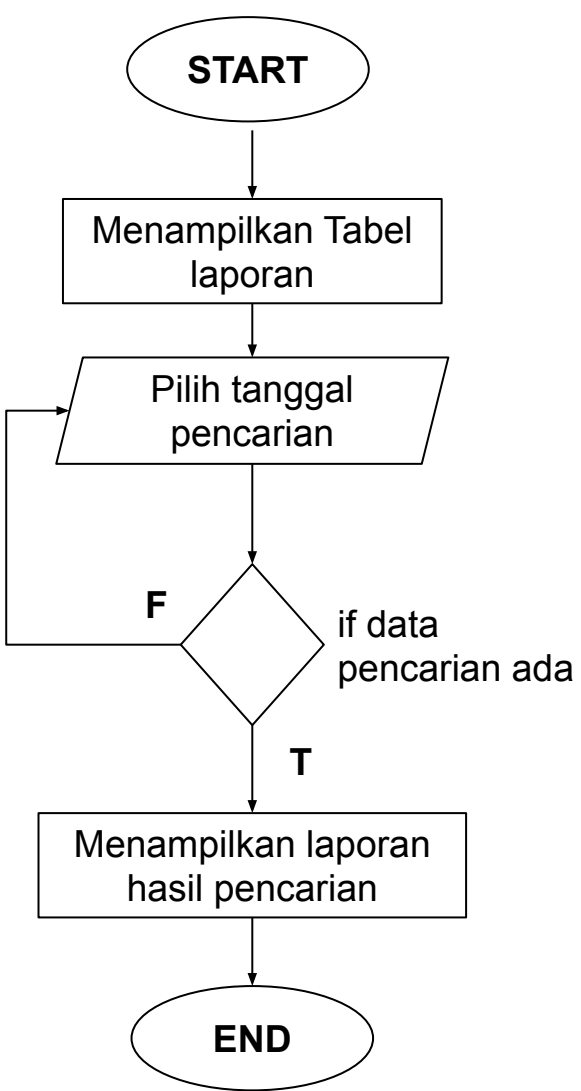 START
Menampilkan Tabel
laporan
Pilih tanggal
pencarian
F
if data
pencarian ada
T
Menampilkan laporan
hasil pencarian
END